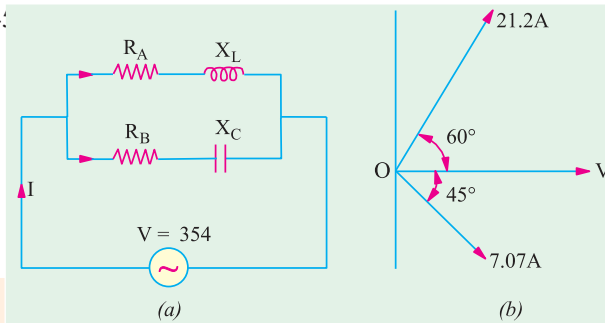 R_A X_L
R_B X_C
I
V = 354
~
(a)
21.2A
60°
O V
45°
7.07A
(b)